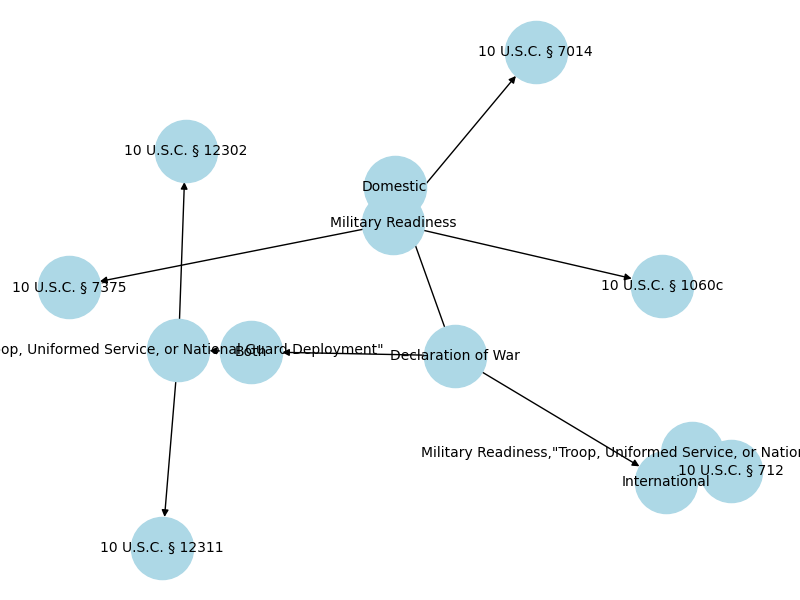 10 U.S.C. § 7014
10 U.S.C. § 12302
Domestic
Military Readiness
10 U.S.C. § 7375
10 U.S.C. § 1060c
oop, Uniformed Service, or National Guard Deployment"
Both
Declaration of War
Military Readiness,"Troop, Uniformed Service, or Nation
10 U.S.C. § 712
International
10 U.S.C. § 12311